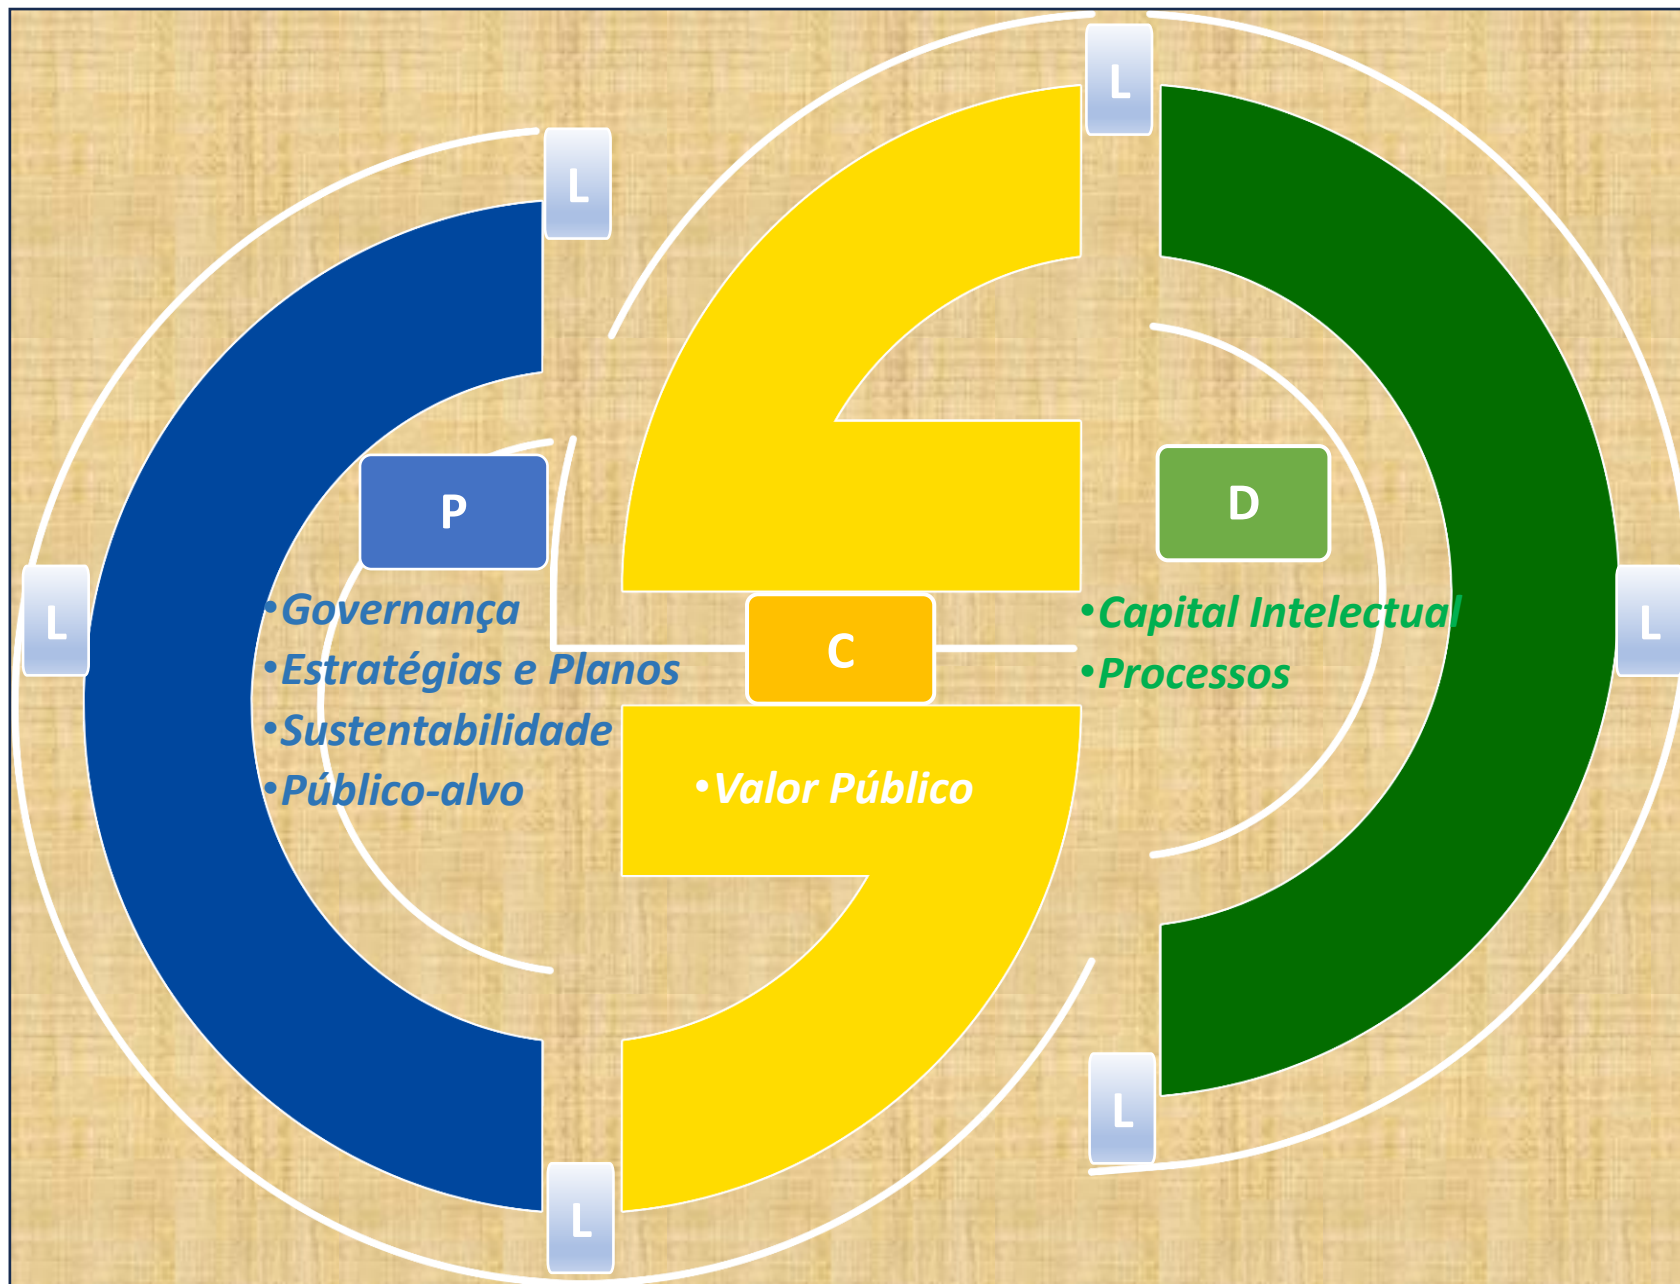 L
L
L
P
•Governança
•Estratégias e Planos
•Sustentabilidade
•Público-alvo
L
C
•Valor Público
D
•Capital Intelectual
•Processos
L
L
L